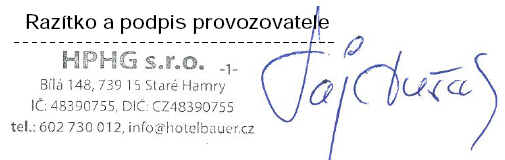 Razítko a podpis provozovatele
HPHG s.r.o. -1-
Bílá 148, 739 15 Staré Hamry
IČ: 48390755, DIČ: CZ48390755
tel.: 602 730 012, info@hotelbauer.cz